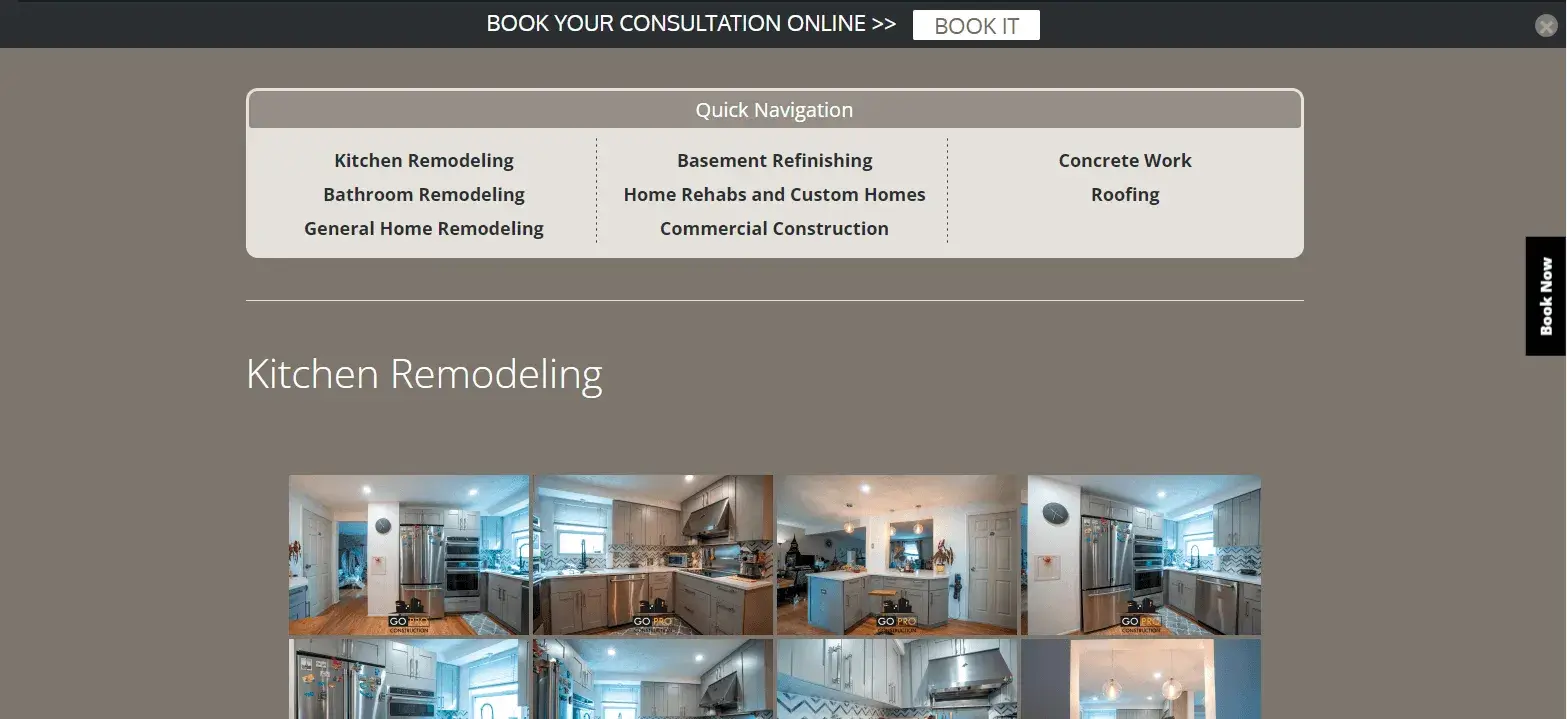 BOOK YOUR CONSULTATION ONLINE >> BOOK IT
Quick Navigation
Kitchen Remodeling
Bathroom Remodeling
General Home Remodeling
Basement Refinishing
Home Rehabs and Custom Homes
Commercial Construction
Concrete Work
Roofing
Book Now
Kitchen Remodeling
GO PRO
CONSTRUCTION
GO PRO
CONSTRUCTION
GO PRO
CONSTRUCTION
GO PRO
CONSTRUCTION